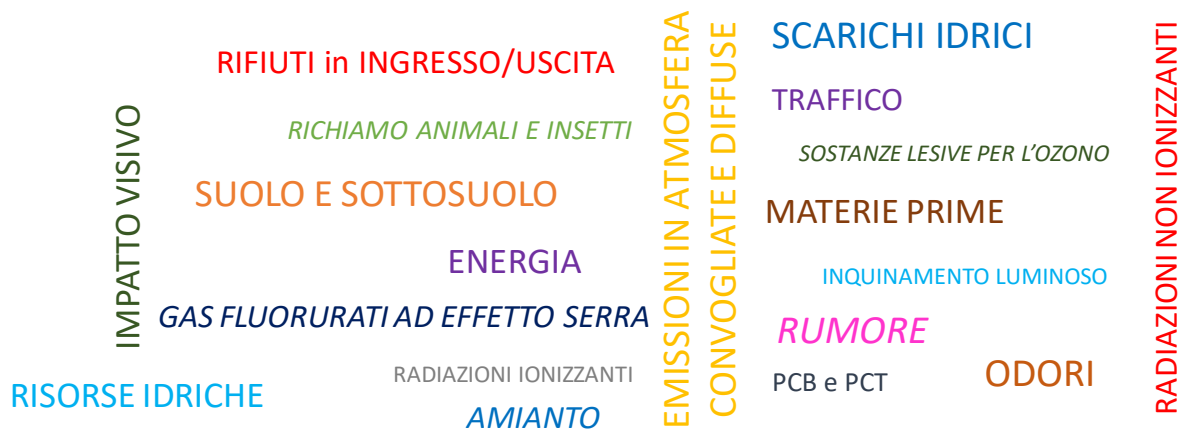 IMPATTO VISIVO
RIFIUTI in INGRESSO/USCITA
RICHIAMO ANIMALI E INSETTI
SUOLO E SOTTOSUOLO
ENERGIA
GAS FLUORURATI AD EFFETTO SERRA
RADIAZIONI IONIZZANTI
RISORSE IDRICHE
AMIANTO
EMISSIONI IN ATMOSFERA
CONVOGLIATE E DIFFUSE
SCARICHI IDRICI
TRAFFICO
SOSTANZE LESIVE PER L'OZONO
MATERIE PRIME
INQUINAMENTO LUMINOSO
RUMORE
ODORI
PCB e PCT
RADIAZIONI NON IONIZZANTI